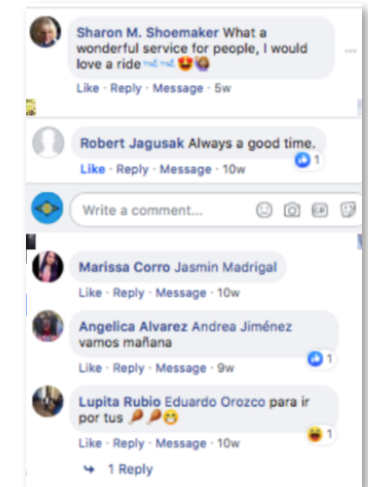 Sharon M. Shoemaker What a
wonderful service for people, I would
love a ride
Like · Reply · Message · 5w
Robert Jagusak Always a good time.
1
Like · Reply · Message · 10w
Write a comment...
GIF
Marissa Corro Jasmin Madrigal
Like · Reply · Message · 10w
Angelica Alvarez Andrea Jiménez
vamos mañana
1
Like · Reply · Message · 9w
Lupita Rubio Eduardo Orozco para ir
por tus 🍗🍗😁
1
Like · Reply · Message · 10w
1 Reply